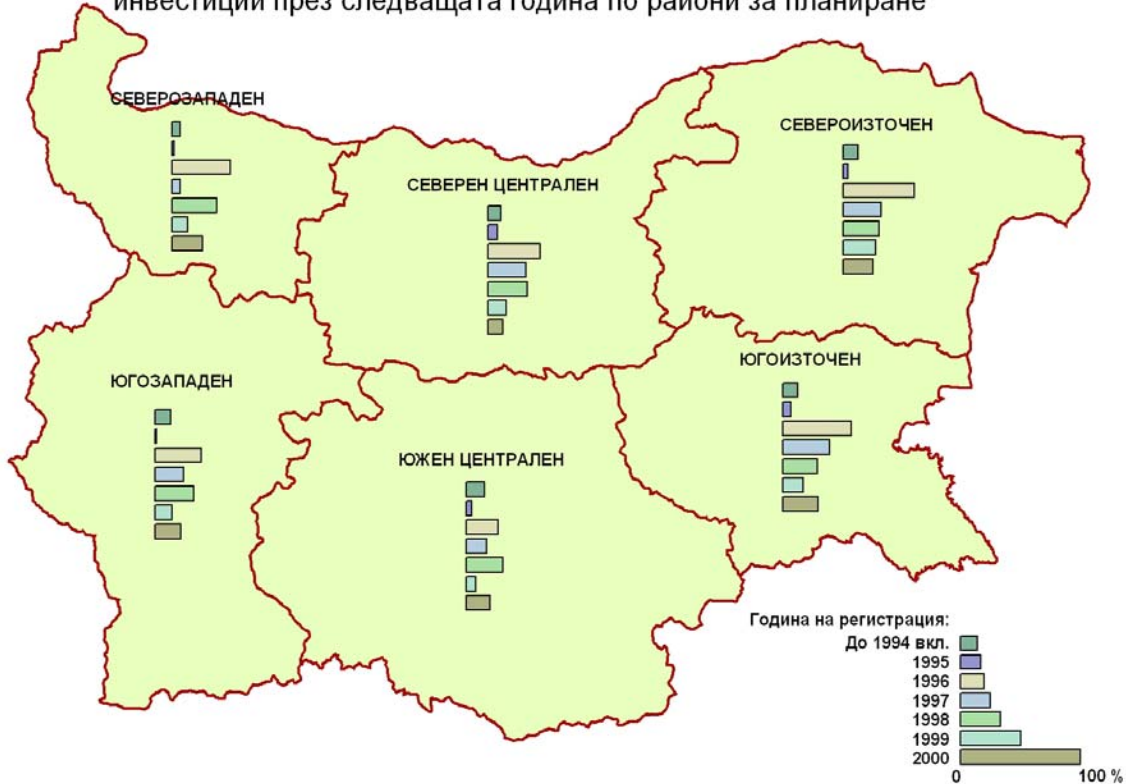 инвестиции през следващата година по райони за планиране
СЕВЕРОЗАПАДЕН
СЕВЕРОИЗТОЧЕН
СЕВЕРЕН ЦЕНТРАЛЕН
ЮГОИЗТОЧЕН
ЮГОЗАПАДЕН
ЮЖЕН ЦЕНТРАЛЕН
Година на регистрация:
До 1994 вкл.
1995
1996
1997
1998
1999
2000
0 100 %